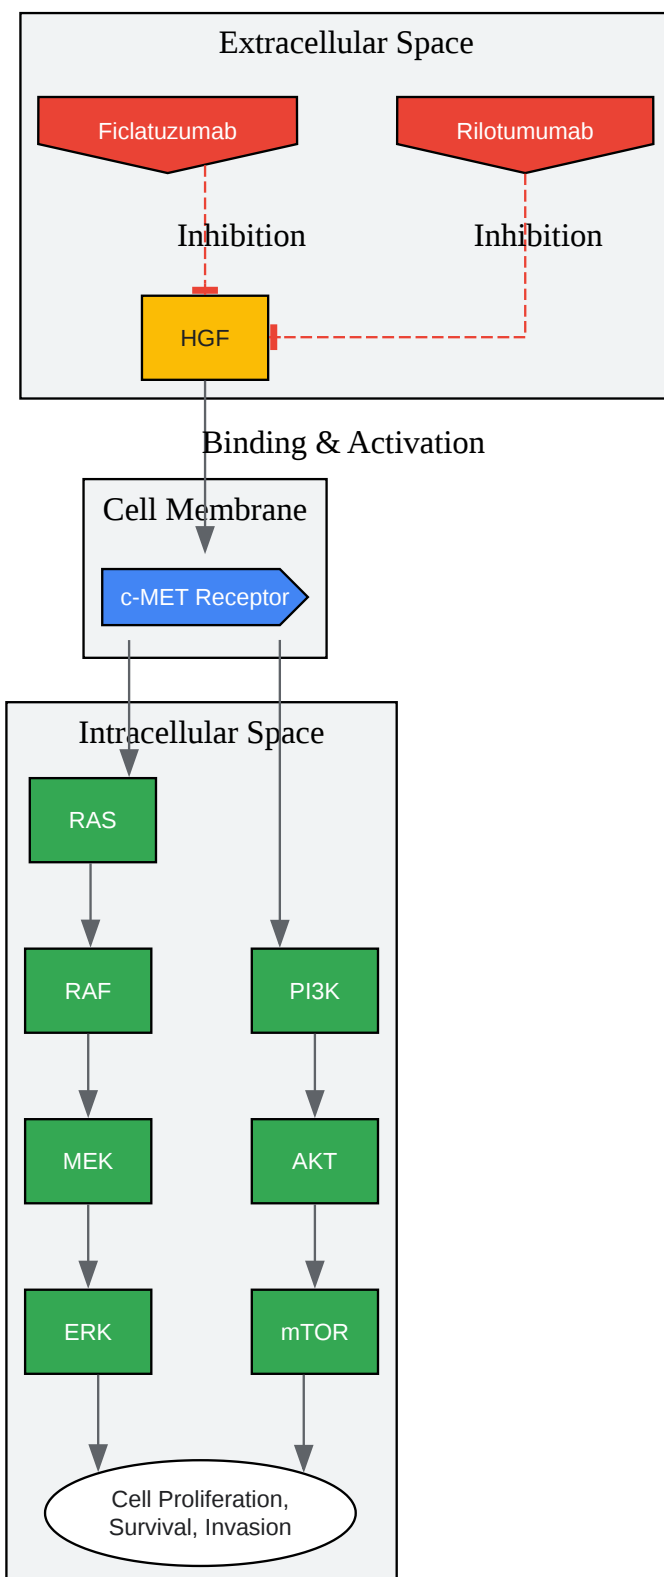 Extracellular Space
Ficlatuzumab
Rilotumumab
Inhibition
Inhibition
HGF
Binding & Activation
Cell Membrane
c-MET Receptor
Intracellular Space
RAS
RAF
PI3K
MEK
AKT
ERK
mTOR
Cell Proliferation,
Survival, Invasion